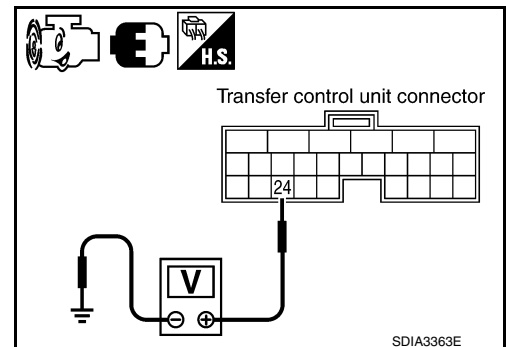 H.S.
Transfer control unit connector
24
V
⊖ ⊕
SDIA3363E